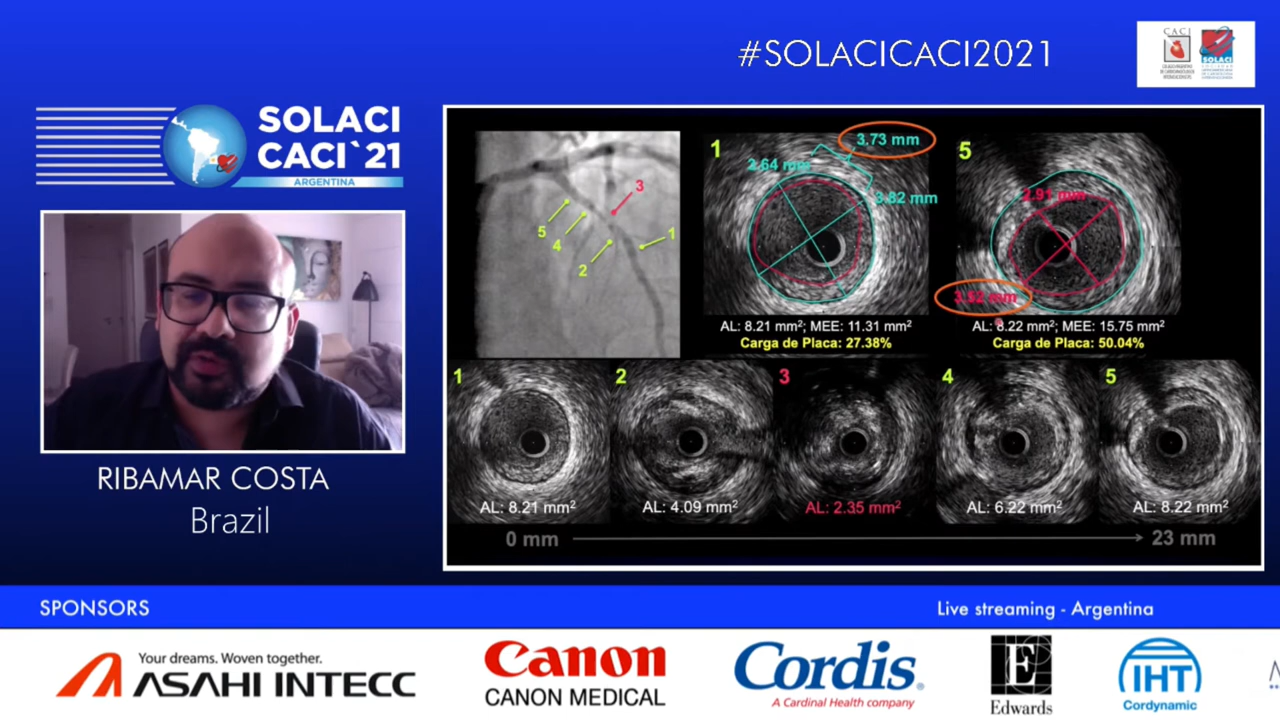 #SOLACICACI2021
CACI
SOLACI
SOLACI
CACI`21
ARGENTINA
RIBAMAR COSTA
Brazil
3
5
4
2
1
1
3.73 mm
2.64 mm
3.82 mm
AL: 8.21 mm²; MEE: 11.31 mm²
Carga de Placa: 27.38%
5
2.91 mm
3.52 mm
AL: 8.22 mm²; MEE: 15.75 mm²
Carga de Placa: 50.04%
1
AL: 8.21 mm²
2
AL: 4.09 mm²
3
AL: 2.35 mm²
4
AL: 6.22 mm²
5
AL: 8.22 mm²
0 mm
23 mm
SPONSORS
Live streaming - Argentina
Your dreams. Woven together.
ASAHI INTECC
Canon
CANON MEDICAL
Cordis®
A Cardinal Health company
E
Edwards
IHT
Cordynamic